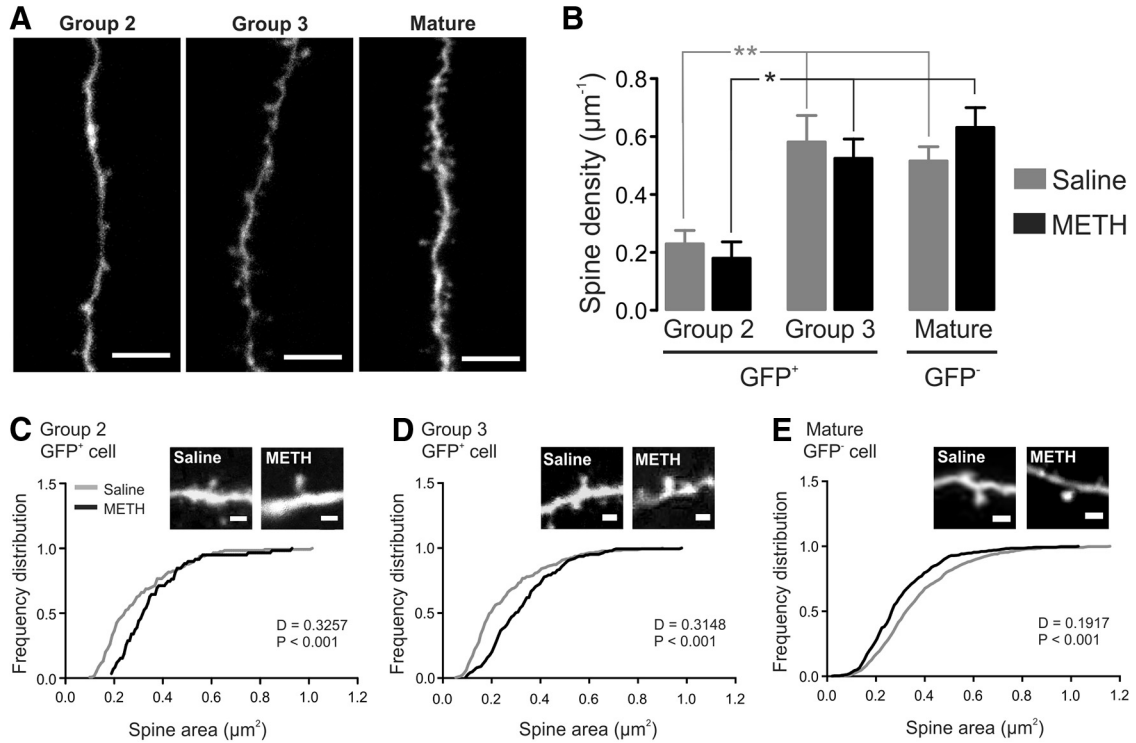 A
Group 2
Group 3
Mature
B
Spine density (µm⁻¹)
0.8
0.6
0.4
0.2
0.0
**
*
Group 2
Group 3
Mature
GFP⁺
GFP⁻
Saline
METH
C
Group 2
GFP⁺ cell
Saline
METH
Saline
METH
Frequency distribution
1.5
1.0
0.5
0.0
D = 0.3257
P < 0.001
0.0
0.2
0.4
0.6
0.8
1.0
1.2
Spine area (µm²)
D
Group 3
GFP⁺ cell
Saline
METH
Frequency distribution
1.5
1.0
0.5
0.0
D = 0.3148
P < 0.001
0.0
0.2
0.4
0.6
0.8
1.0
1.2
Spine area (µm²)
E
Mature
GFP⁻ cell
Saline
METH
Frequency distribution
1.5
1.0
0.5
0.0
D = 0.1917
P < 0.001
0.0
0.2
0.4
0.6
0.8
1.0
1.2
Spine area (µm²)